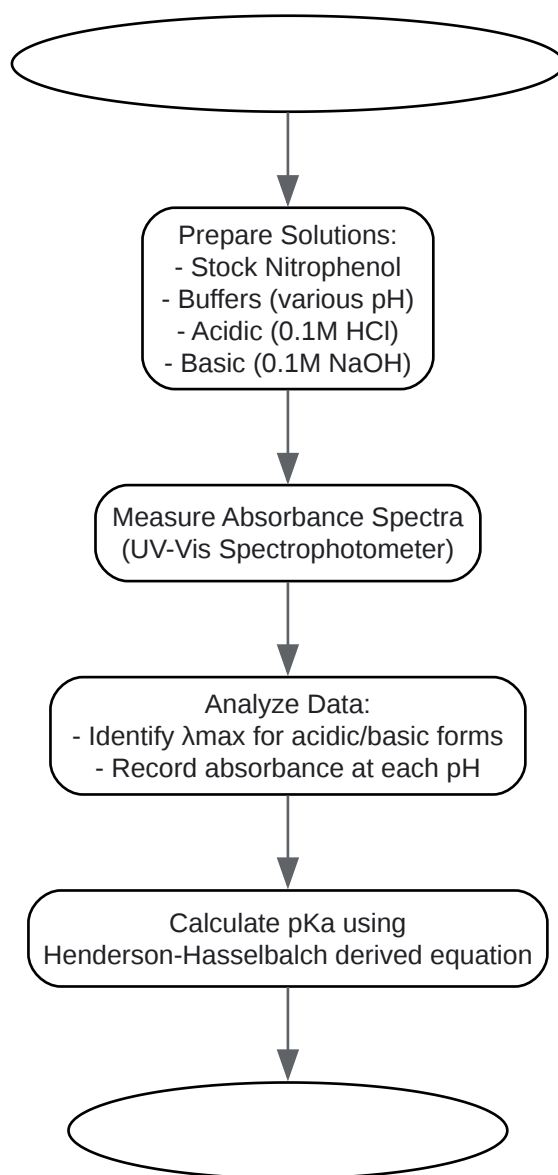 Prepare Solutions:
- Stock Nitrophenol
- Buffers (various pH)
- Acidic (0.1M HCl)
- Basic (0.1M NaOH)
Measure Absorbance Spectra
(UV-Vis Spectrophotometer)
Analyze Data:
- Identify λmax for acidic/basic forms
- Record absorbance at each pH
Calculate pKa using
Henderson-Hasselbalch derived equation